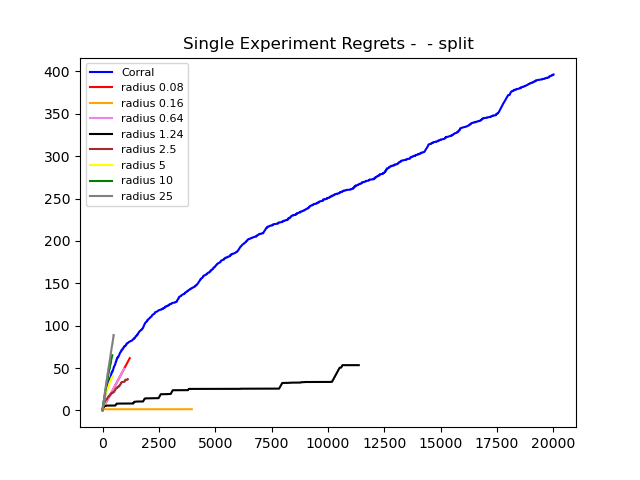 Single Experiment Regrets -  - split
400
350
300
250
200
150
100
50
0
Corral
radius 0.08
radius 0.16
radius 0.64
radius 1.24
radius 2.5
radius 5
radius 10
radius 25
0 2500 5000 7500 10000 12500 15000 17500 20000